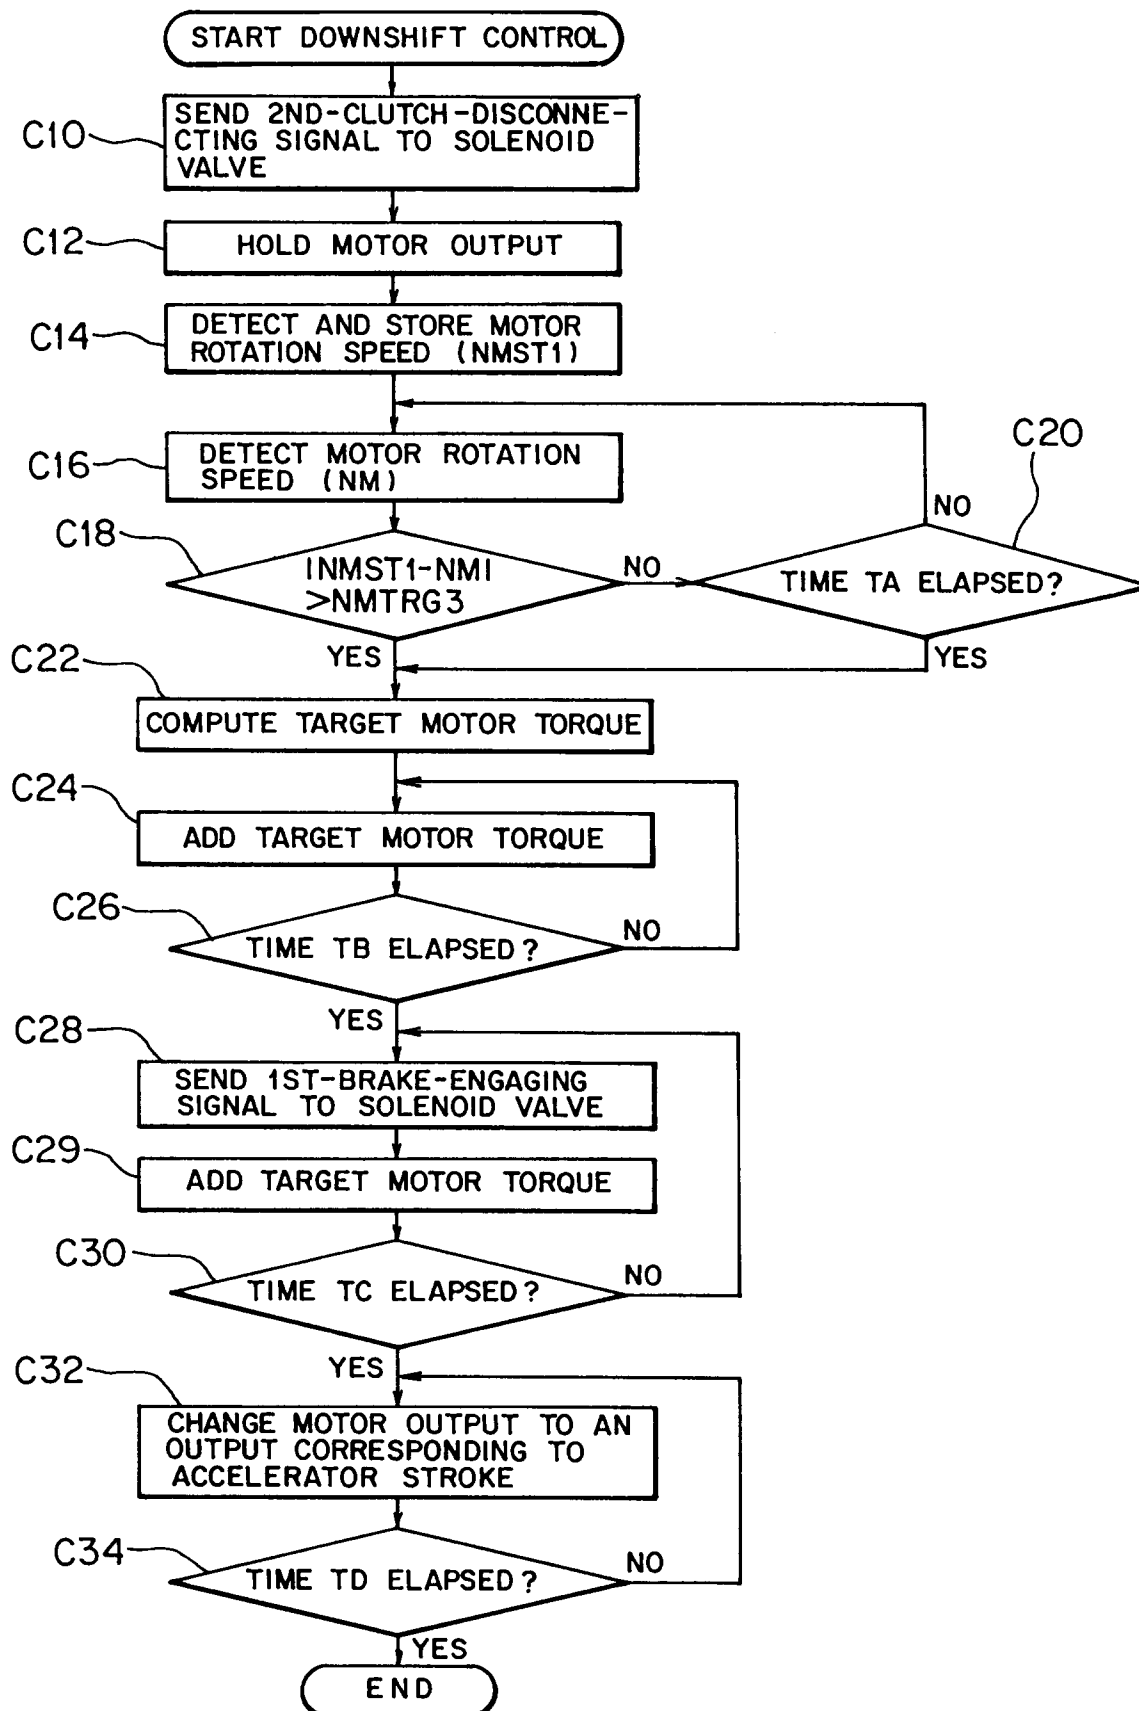 START DOWNSHIFT CONTROL
C10
SEND 2ND-CLUTCH-DISCONNE-
CTING SIGNAL TO SOLENOID
VALVE
C12
HOLD MOTOR OUTPUT
C14
DETECT AND STORE MOTOR
ROTATION SPEED (NMST1)
C16
DETECT MOTOR ROTATION
SPEED (NM)
C20
NO
C18
|NMST1-NM|
>NMTRG3
NO
TIME TA ELAPSED?
YES
YES
C22
COMPUTE TARGET MOTOR TORQUE
C24
ADD TARGET MOTOR TORQUE
C26
TIME TB ELAPSED?
NO
YES
C28
SEND 1ST-BRAKE-ENGAGING
SIGNAL TO SOLENOID VALVE
C29
ADD TARGET MOTOR TORQUE
C30
TIME TC ELAPSED?
NO
YES
C32
CHANGE MOTOR OUTPUT TO AN
OUTPUT CORRESPONDING TO
ACCELERATOR STROKE
C34
TIME TD ELAPSED?
NO
YES
END